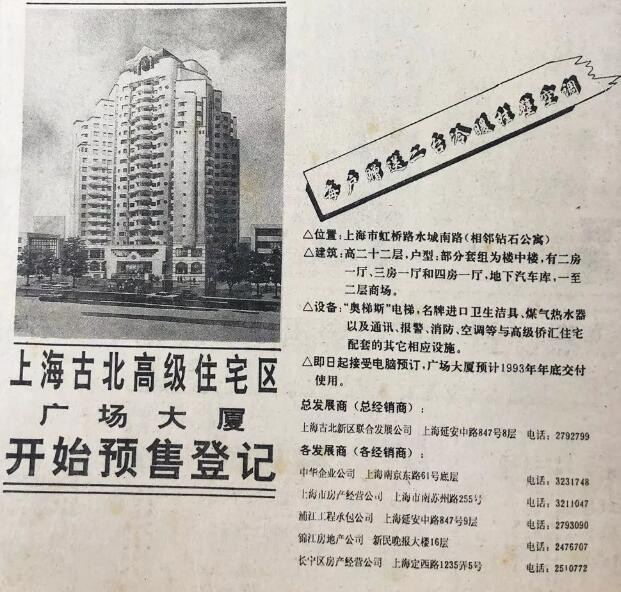 上海古北高级住宅区
广场大厦
开始预售登记
每户赠送二台冷暖挂壁空调
△位置:上海市虹桥路水城南路(相邻钻石公寓)
△建筑:高二十二层,户型:部分套组为楼中楼,有二房
一厅、三房一厅和四房一厅,地下汽车库,一至
二层商场。
△设备:“奥梯斯”电梯,名牌进口卫生洁具、煤气热水器
以及通讯、报警、消防、空调等与高级侨汇住宅
配套的其它相应设施。
△即日起接受电脑预订,广场大厦预计1993年年底交付
使用。
总发展商(总经销商):
上海古北新区联合发展公司 上海延安中路847号8层 电话:2792799
各发展商(各经销商):
中华企业公司 上海南京东路61号底层 电话:3231748
上海市房产经营公司 上海市南苏州路255号 电话:3211047
浦江工程承包公司 上海延安中路847号9层 电话:2793090
锦江房地产公司 新民晚报大楼16层 电话:2476707
长宁区房产经营公司 上海定西路1235弄5号 电话:2510772